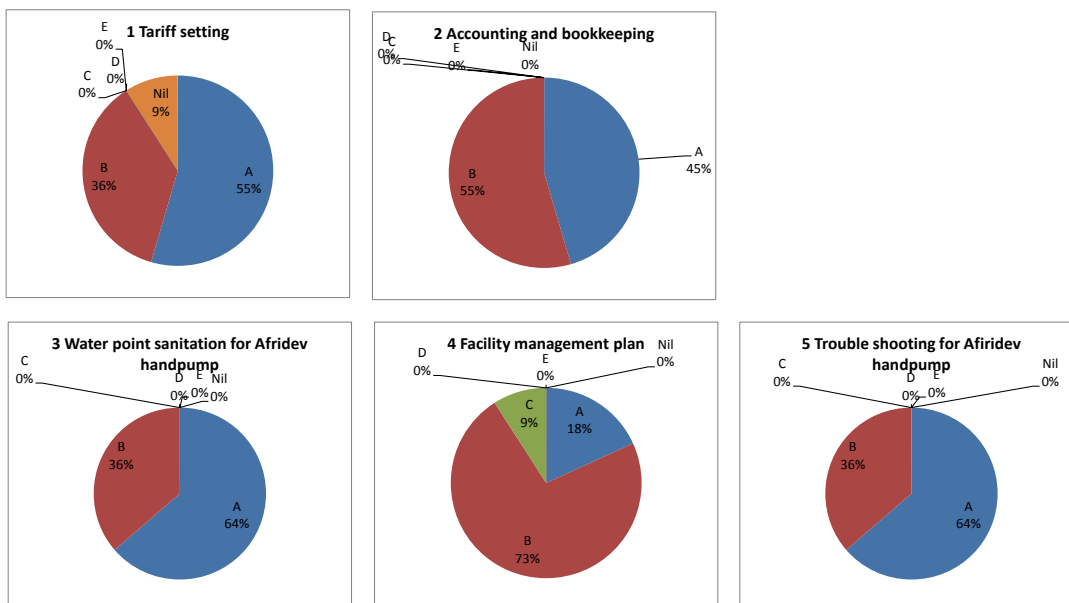 1 Tariff setting
E
0%
D
0%
C
0%
Nil
9%
B
36%
A
55%
2 Accounting and bookkeeping
D
0%
C
0%
E
0%
Nil
0%
A
45%
B
55%
3 Water point sanitation for Afridev
handpump
C
0%
D
0%
E
0%
Nil
0%
B
36%
A
64%
4 Facility management plan
D
0%
E
0%
Nil
0%
C
9%
A
18%
B
73%
5 Trouble shooting for Afiridev
handpump
C
0%
D
0%
E
0%
Nil
0%
B
36%
A
64%